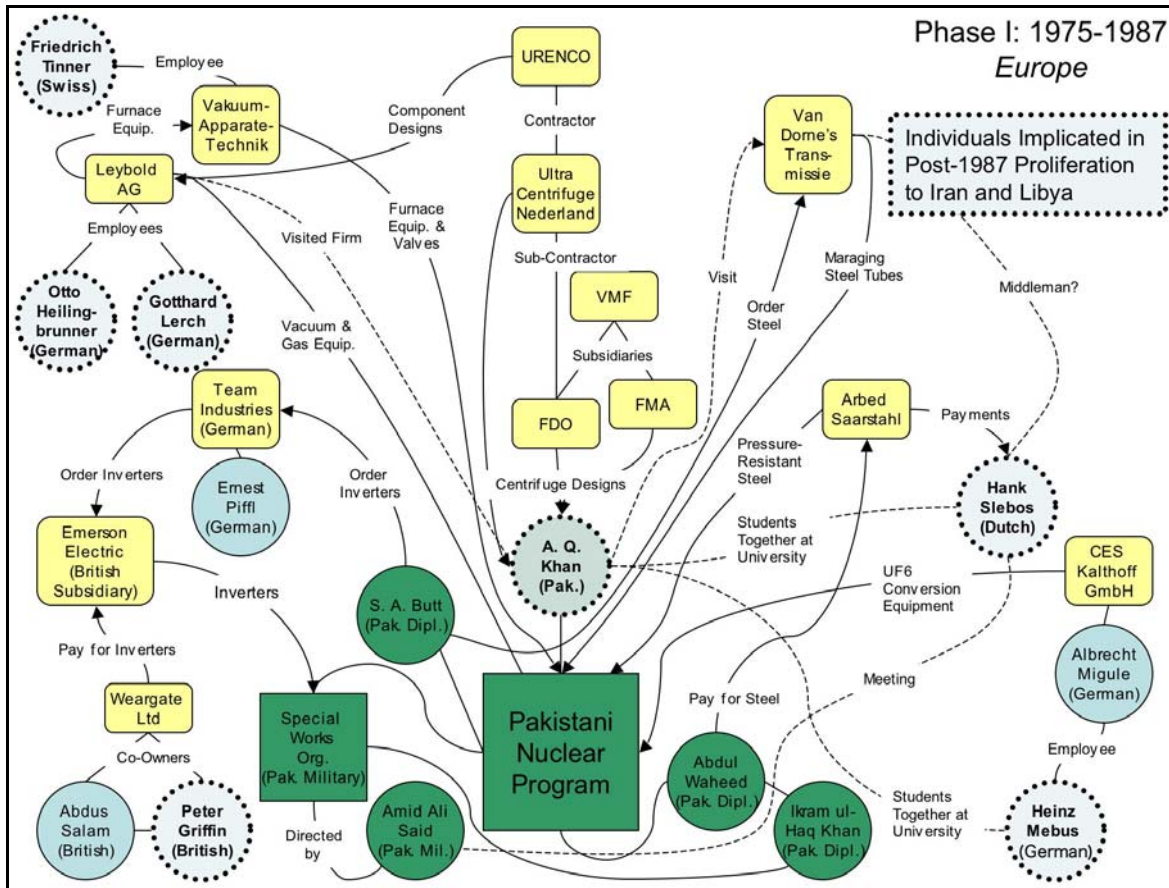 Phase I: 1975-1987
Europe
Friedrich
Tinner
(Swiss)
Employee
URENCO
Furnace
Equip.
Vakuum-
Apparate-
Technik
Component
Designs
Contractor
Van
Dorne's
Trans-
missie
Individuals Implicated in
Post-1987 Proliferation
to Iran and Libya
Leybold
AG
Ultra
Centrifuge
Nederland
Employees
Visited Firm
Furnace
Equip. &
Valves
Sub-Contractor
Visit
Maraging
Steel Tubes
Otto
Heiling-
brunner
(German)
Gotthard
Lerch
(German)
VMF
Order
Steel
Middleman?
Vacuum &
Gas Equip.
Subsidiaries
Team
Industries
(German)
FDO
FMA
Arbed
Saarstahl
Payments
Order Inverters
Ernest
Piffl
(German)
Order
Inverters
Centrifuge Designs
Pressure-
Resistant
Steel
Hank
Slebos
(Dutch)
Emerson
Electric
(British
Subsidiary)
Inverters
A. Q.
Khan
(Pak.)
Students
Together at
University
CES
Kalthoff
GmbH
S. A. Butt
(Pak. Dipl.)
UF6
Conversion
Equipment
Pay for Inverters
Albrecht
Migule
(German)
Weargate
Ltd
Special
Works
Org.
(Pak. Military)
Pakistani
Nuclear
Program
Pay for Steel
Meeting
Co-Owners
Abdul
Waheed
(Pak. Dipl.)
Employee
Abdus
Salam
(British)
Peter
Griffin
(British)
Directed
by
Amid Ali
Said
(Pak. Mil.)
Ikram ul-
Haq Khan
(Pak. Dipl.)
Students
Together at
University
Heinz
Mebus
(German)